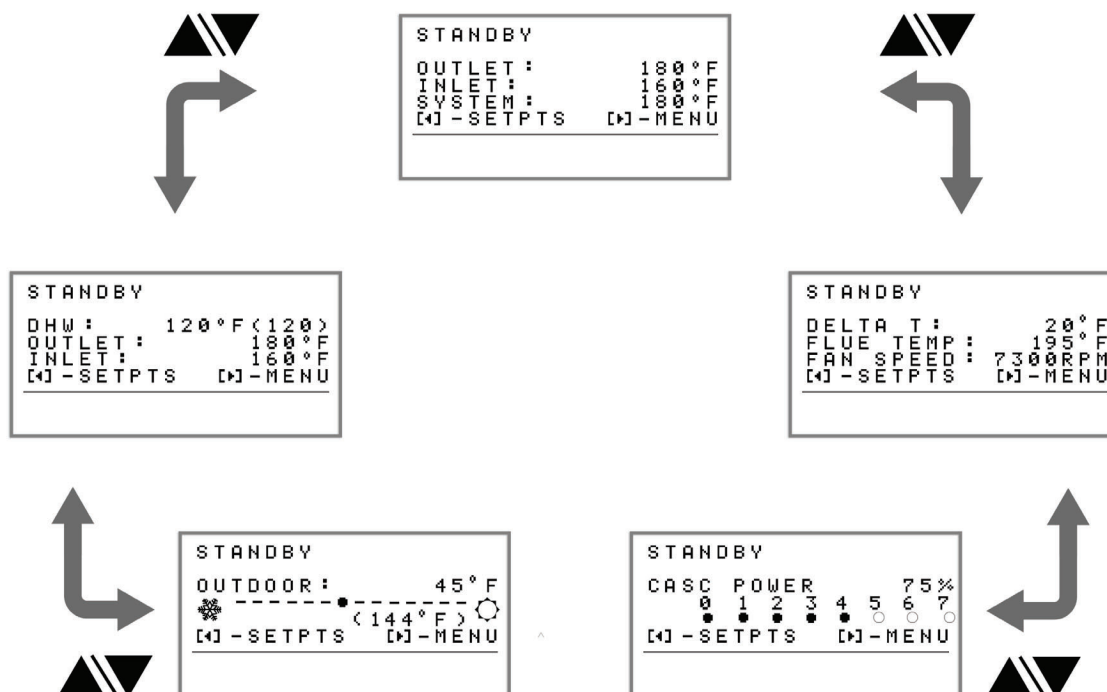 STANDBY
OUTLET: 180°F
INLET: 160°F
SYSTEM: 180°F
[◂]-SETPTS [▸]-MENU
STANDBY
DHW: 120°F(120)
OUTLET: 180°F
INLET: 160°F
[◂]-SETPTS [▸]-MENU
STANDBY
DELTA T: 20°F
FLUE TEMP: 195°F
FAN SPEED: 7300RPM
[◂]-SETPTS [▸]-MENU
STANDBY
OUTDOOR: 45°F
(144°F)
[◂]-SETPTS [▸]-MENU
STANDBY
CASC POWER 75%
0 1 2 3 4 5 6 7
[◂]-SETPTS [▸]-MENU